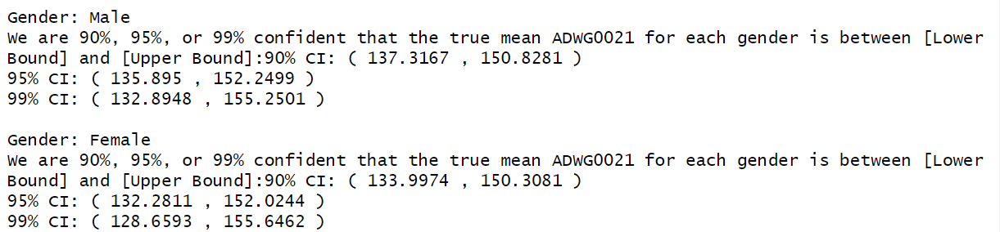 Gender: Male
We are 90%, 95%, or 99% confident that the true mean ADWG0021 for each gender is between [Lower
Bound] and [Upper Bound]:90% CI: ( 137.3167 , 150.8281 )
95% CI: ( 135.895 , 152.2499 )
99% CI: ( 132.8948 , 155.2501 )
Gender: Female
We are 90%, 95%, or 99% confident that the true mean ADWG0021 for each gender is between [Lower
Bound] and [Upper Bound]:90% CI: ( 133.9974 , 150.3081 )
95% CI: ( 132.2811 , 152.0244 )
99% CI: ( 128.6593 , 155.6462 )